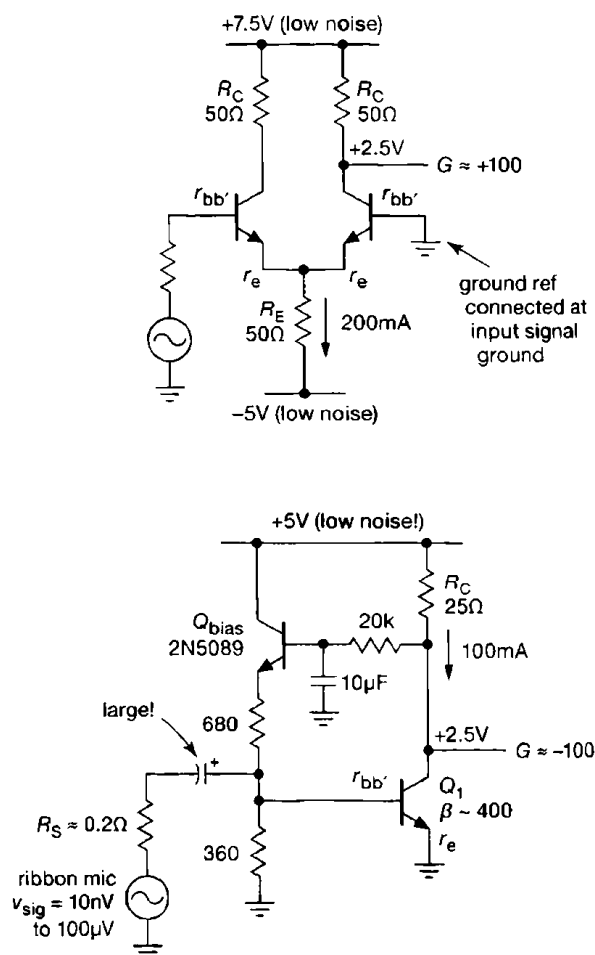 +7.5V (low noise)
R_C
50Ω
R_C
50Ω
+2.5V
G ≈ +100
r_bb′
r_bb′
r_e
r_e
R_E
50Ω
200mA
ground ref
connected at
input signal
ground
−5V (low noise)
+5V (low noise!)
R_C
25Ω
Q_bias
2N5089
20k
100mA
10μF
large!
680
+2.5V
G ≈ −100
r_bb′
Q_1
β ~ 400
R_S ≈ 0.2Ω
360
r_e
ribbon mic
v_sig = 10nV
to 100μV
+